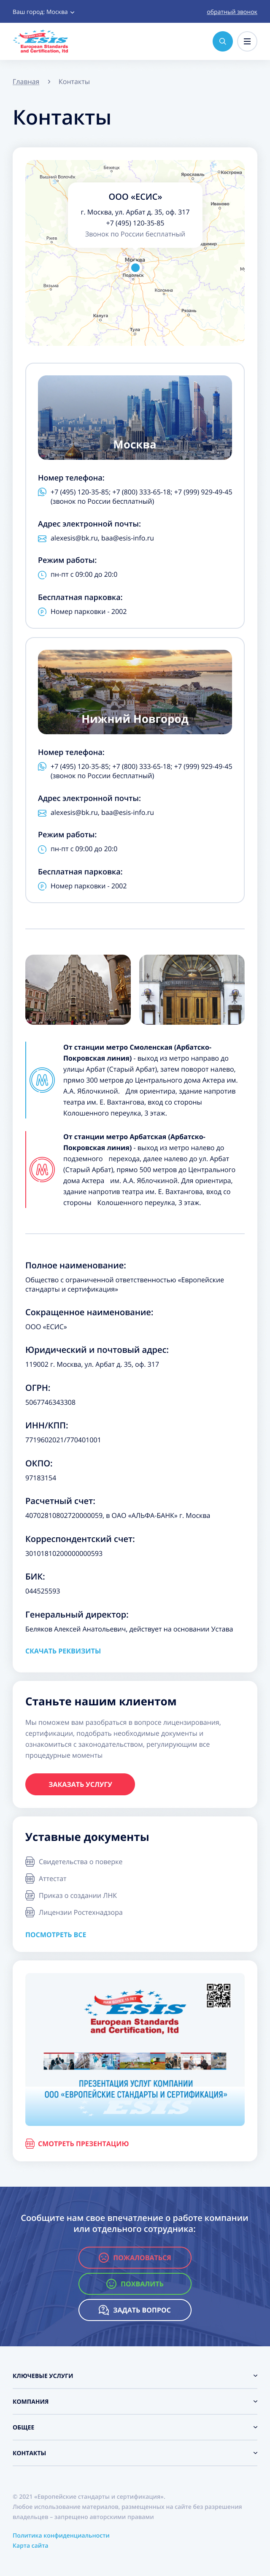 Ваш город: Москва
обратный звонок
ESIS
European Standards
and Certification, ltd
Главная > Контакты
Контакты
ООО «ЕСИС»
г. Москва, ул. Арбат д. 35, оф. 317
+7 (495) 120-35-85
Звонок по России бесплатный
Вышний Волочёк
Бежецк
Ярославль
Кострома
Иваново
Ржев
Владимир
Москва
Подольск
Вязьма
Коломна
Калуга
Рязань
Тула
Москва
Номер телефона:
+7 (495) 120-35-85; +7 (800) 333-65-18; +7 (999) 929-49-45
(звонок по России бесплатный)
Адрес электронной почты:
alexesis@bk.ru, baa@esis-info.ru
Режим работы:
пн-пт с 09:00 до 20:0
Бесплатная парковка:
Номер парковки - 2002
Нижний Новгород
Номер телефона:
+7 (495) 120-35-85; +7 (800) 333-65-18; +7 (999) 929-49-45
(звонок по России бесплатный)
Адрес электронной почты:
alexesis@bk.ru, baa@esis-info.ru
Режим работы:
пн-пт с 09:00 до 20:0
Бесплатная парковка:
Номер парковки - 2002
От станции метро Смоленская (Арбатско-
Покровская линия) - выход из метро направо до
улицы Арбат (Старый Арбат), затем поворот налево,
прямо 300 метров до Центрального дома Актера им.
А.А. Яблочкиной. Для ориентира, здание напротив
театра им. Е. Вахтангова, вход со стороны
Колошенного переулка, 3 этаж.
От станции метро Арбатская (Арбатско-
Покровская линия) - выход из метро налево до
подземного перехода, далее налево до ул. Арбат
(Старый Арбат), прямо 500 метров до Центрального
дома Актера им. А.А. Яблочкиной. Для ориентира,
здание напротив театра им. Е. Вахтангова, вход со
стороны Колошенного переулка, 3 этаж.
Полное наименование:
Общество с ограниченной ответственностью «Европейские
стандарты и сертификация»
Сокращенное наименование:
ООО «ЕСИС»
Юридический и почтовый адрес:
119002 г. Москва, ул. Арбат д. 35, оф. 317
ОГРН:
5067746343308
ИНН/КПП:
7719602021/770401001
ОКПО:
97183154
Расчетный счет:
40702810802720000059, в ОАО «АЛЬФА-БАНК» г. Москва
Корреспондентский счет:
30101810200000000593
БИК:
044525593
Генеральный директор:
Беляков Алексей Анатольевич, действует на основании Устава
СКАЧАТЬ РЕКВИЗИТЫ
Станьте нашим клиентом
Мы поможем вам разобраться в вопросе лицензирования,
сертификации, подобрать необходимые документы и
ознакомиться с законодательством, регулирующим все
процедурные моменты
ЗАКАЗАТЬ УСЛУГУ
Уставные документы
Свидетельства о поверке
Аттестат
Приказ о создании ЛНК
Лицензии Ростехнадзора
ПОСМОТРЕТЬ ВСЕ
ESIS
European Standards
and Certification, ltd
ПРЕЗЕНТАЦИЯ УСЛУГ КОМПАНИИ
ООО «ЕВРОПЕЙСКИЕ СТАНДАРТЫ И СЕРТИФИКАЦИЯ»
СМОТРЕТЬ ПРЕЗЕНТАЦИЮ
Сообщите нам свое впечатление о работе компании
или отдельного сотрудника:
ПОЖАЛОВАТЬСЯ
ПОХВАЛИТЬ
ЗАДАТЬ ВОПРОС
КЛЮЧЕВЫЕ УСЛУГИ
КОМПАНИЯ
ОБЩЕЕ
КОНТАКТЫ
© 2021 «Европейские стандарты и сертификация».
Любое использование материалов, размещенных на сайте без разрешения
владельцев – запрещено авторскими правами
Политика конфиденциальности
Карта сайта